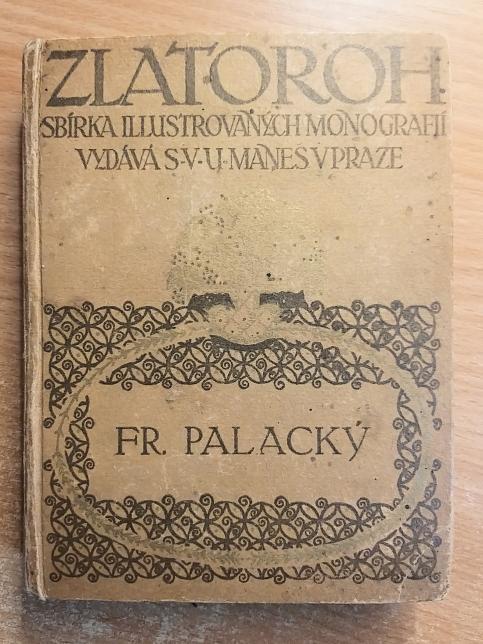 ZLATOROH
SBÍRKA ILLUSTROVANÝCH MONOGRAFIÍ
VYDÁVÁ S·V·U·MANES V PRAZE
FR. PALACKÝ